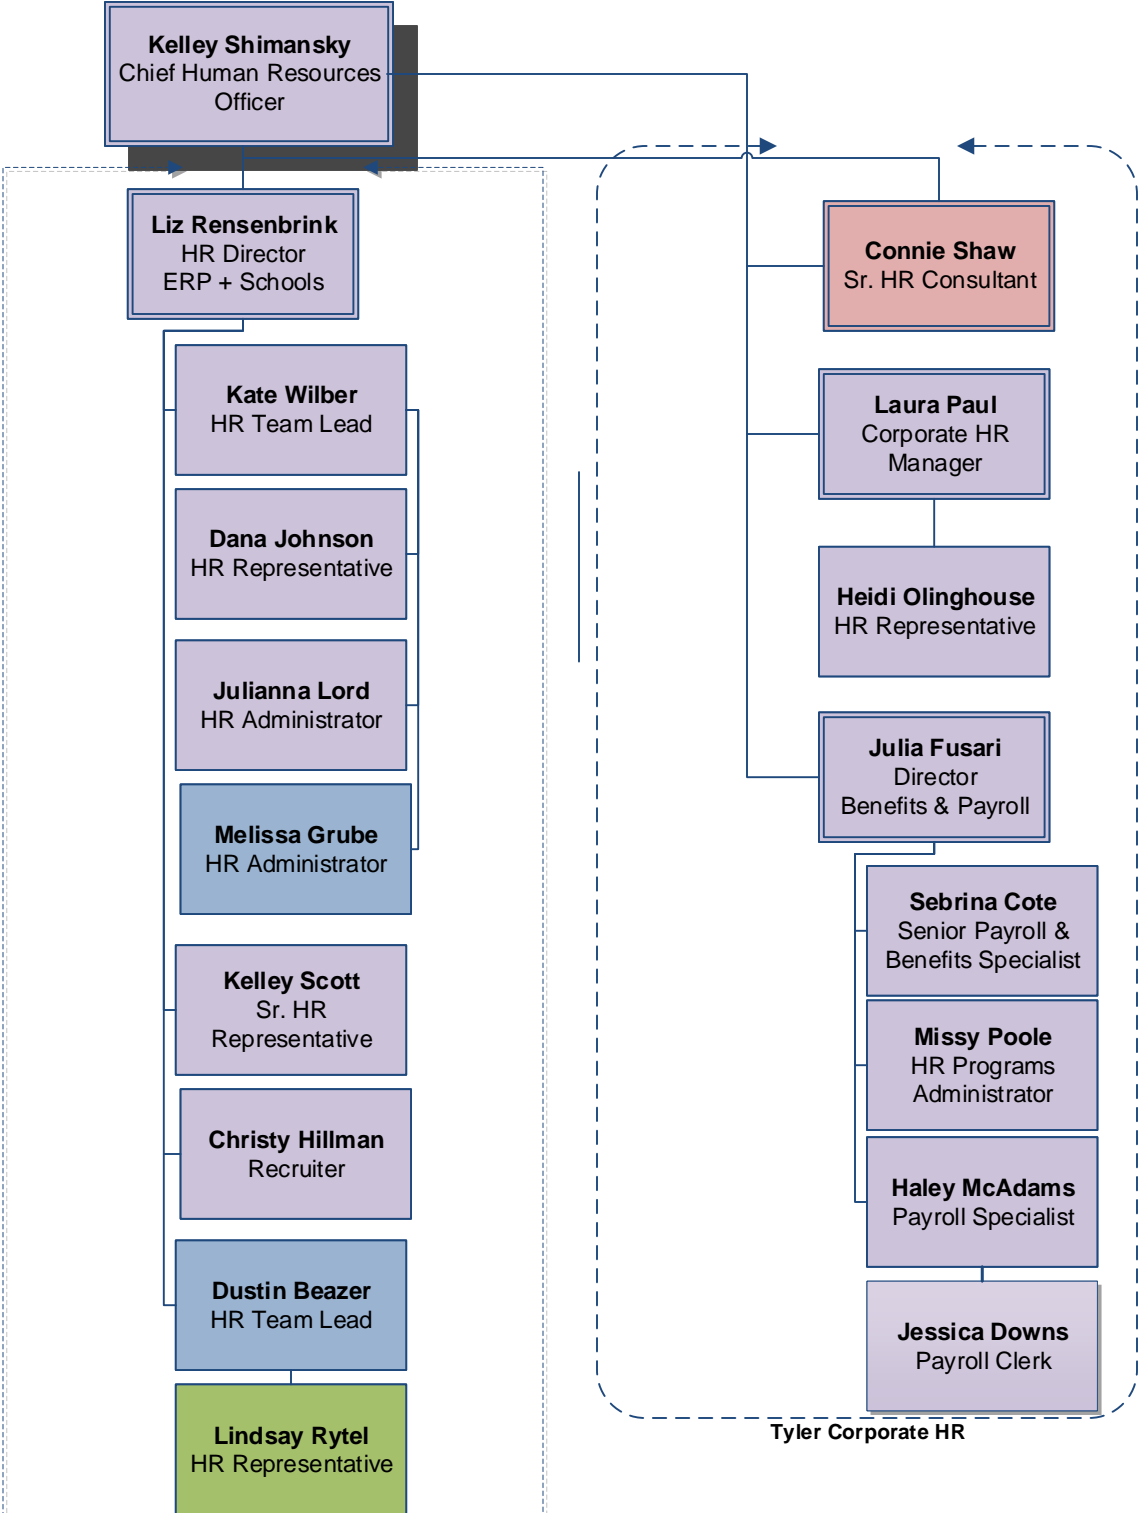 Kelley Shimansky
Chief Human Resources
Officer
Liz Rensenbrink
HR Director
ERP + Schools
Kate Wilber
HR Team Lead
Dana Johnson
HR Representative
Julianna Lord
HR Administrator
Melissa Grube
HR Administrator
Kelley Scott
Sr. HR
Representative
Christy Hillman
Recruiter
Dustin Beazer
HR Team Lead
Lindsay Rytel
HR Representative
Connie Shaw
Sr. HR Consultant
Laura Paul
Corporate HR
Manager
Heidi Olinghouse
HR Representative
Julia Fusari
Director
Benefits & Payroll
Sebrina Cote
Senior Payroll &
Benefits Specialist
Missy Poole
HR Programs
Administrator
Haley McAdams
Payroll Specialist
Jessica Downs
Payroll Clerk
Tyler Corporate HR